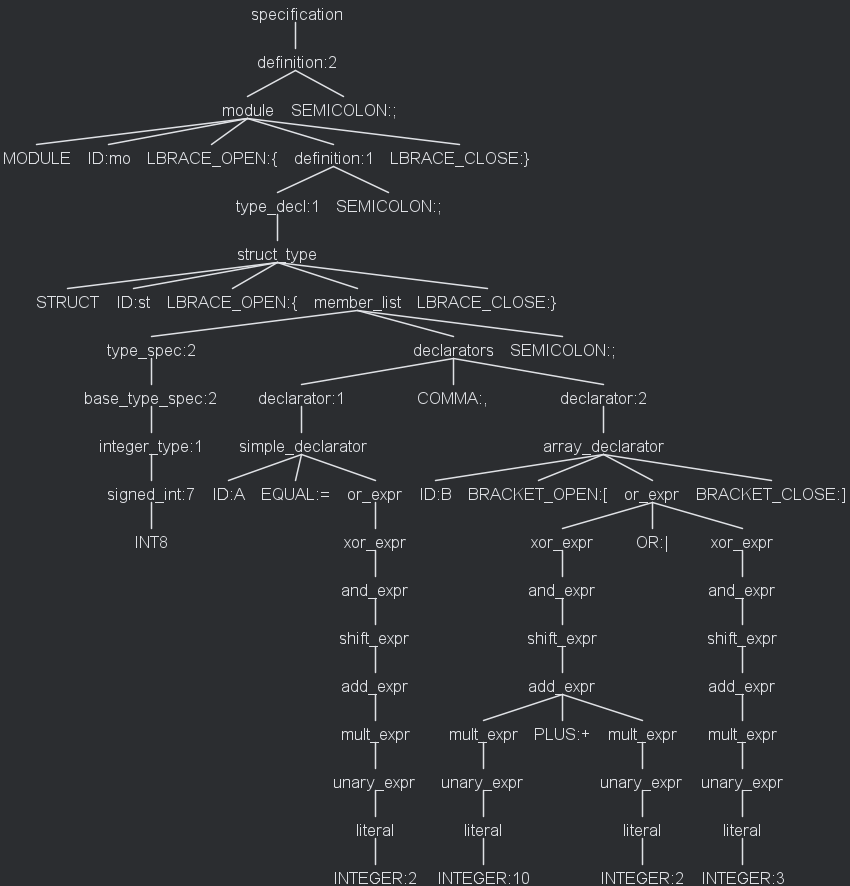 specification
definition:2
module SEMICOLON:;
MODULE ID:mo LBRACE_OPEN:{ definition:1 LBRACE_CLOSE:}
type_decl:1 SEMICOLON:;
struct_type
STRUCT ID:st LBRACE_OPEN:{ member_list LBRACE_CLOSE:}
type_spec:2 declarators SEMICOLON:;
base_type_spec:2 declarator:1 COMMA:, declarator:2
integer_type:1 simple_declarator array_declarator
signed_int:7 ID:A EQUAL:= or_expr ID:B BRACKET_OPEN:[ or_expr BRACKET_CLOSE:]
INT8 xor_expr xor_expr OR:| xor_expr
and_expr and_expr and_expr
shift_expr shift_expr shift_expr
add_expr add_expr add_expr
mult_expr mult_expr PLUS:+ mult_expr mult_expr
unary_expr unary_expr unary_expr unary_expr
literal literal literal literal
INTEGER:2 INTEGER:10 INTEGER:2 INTEGER:3